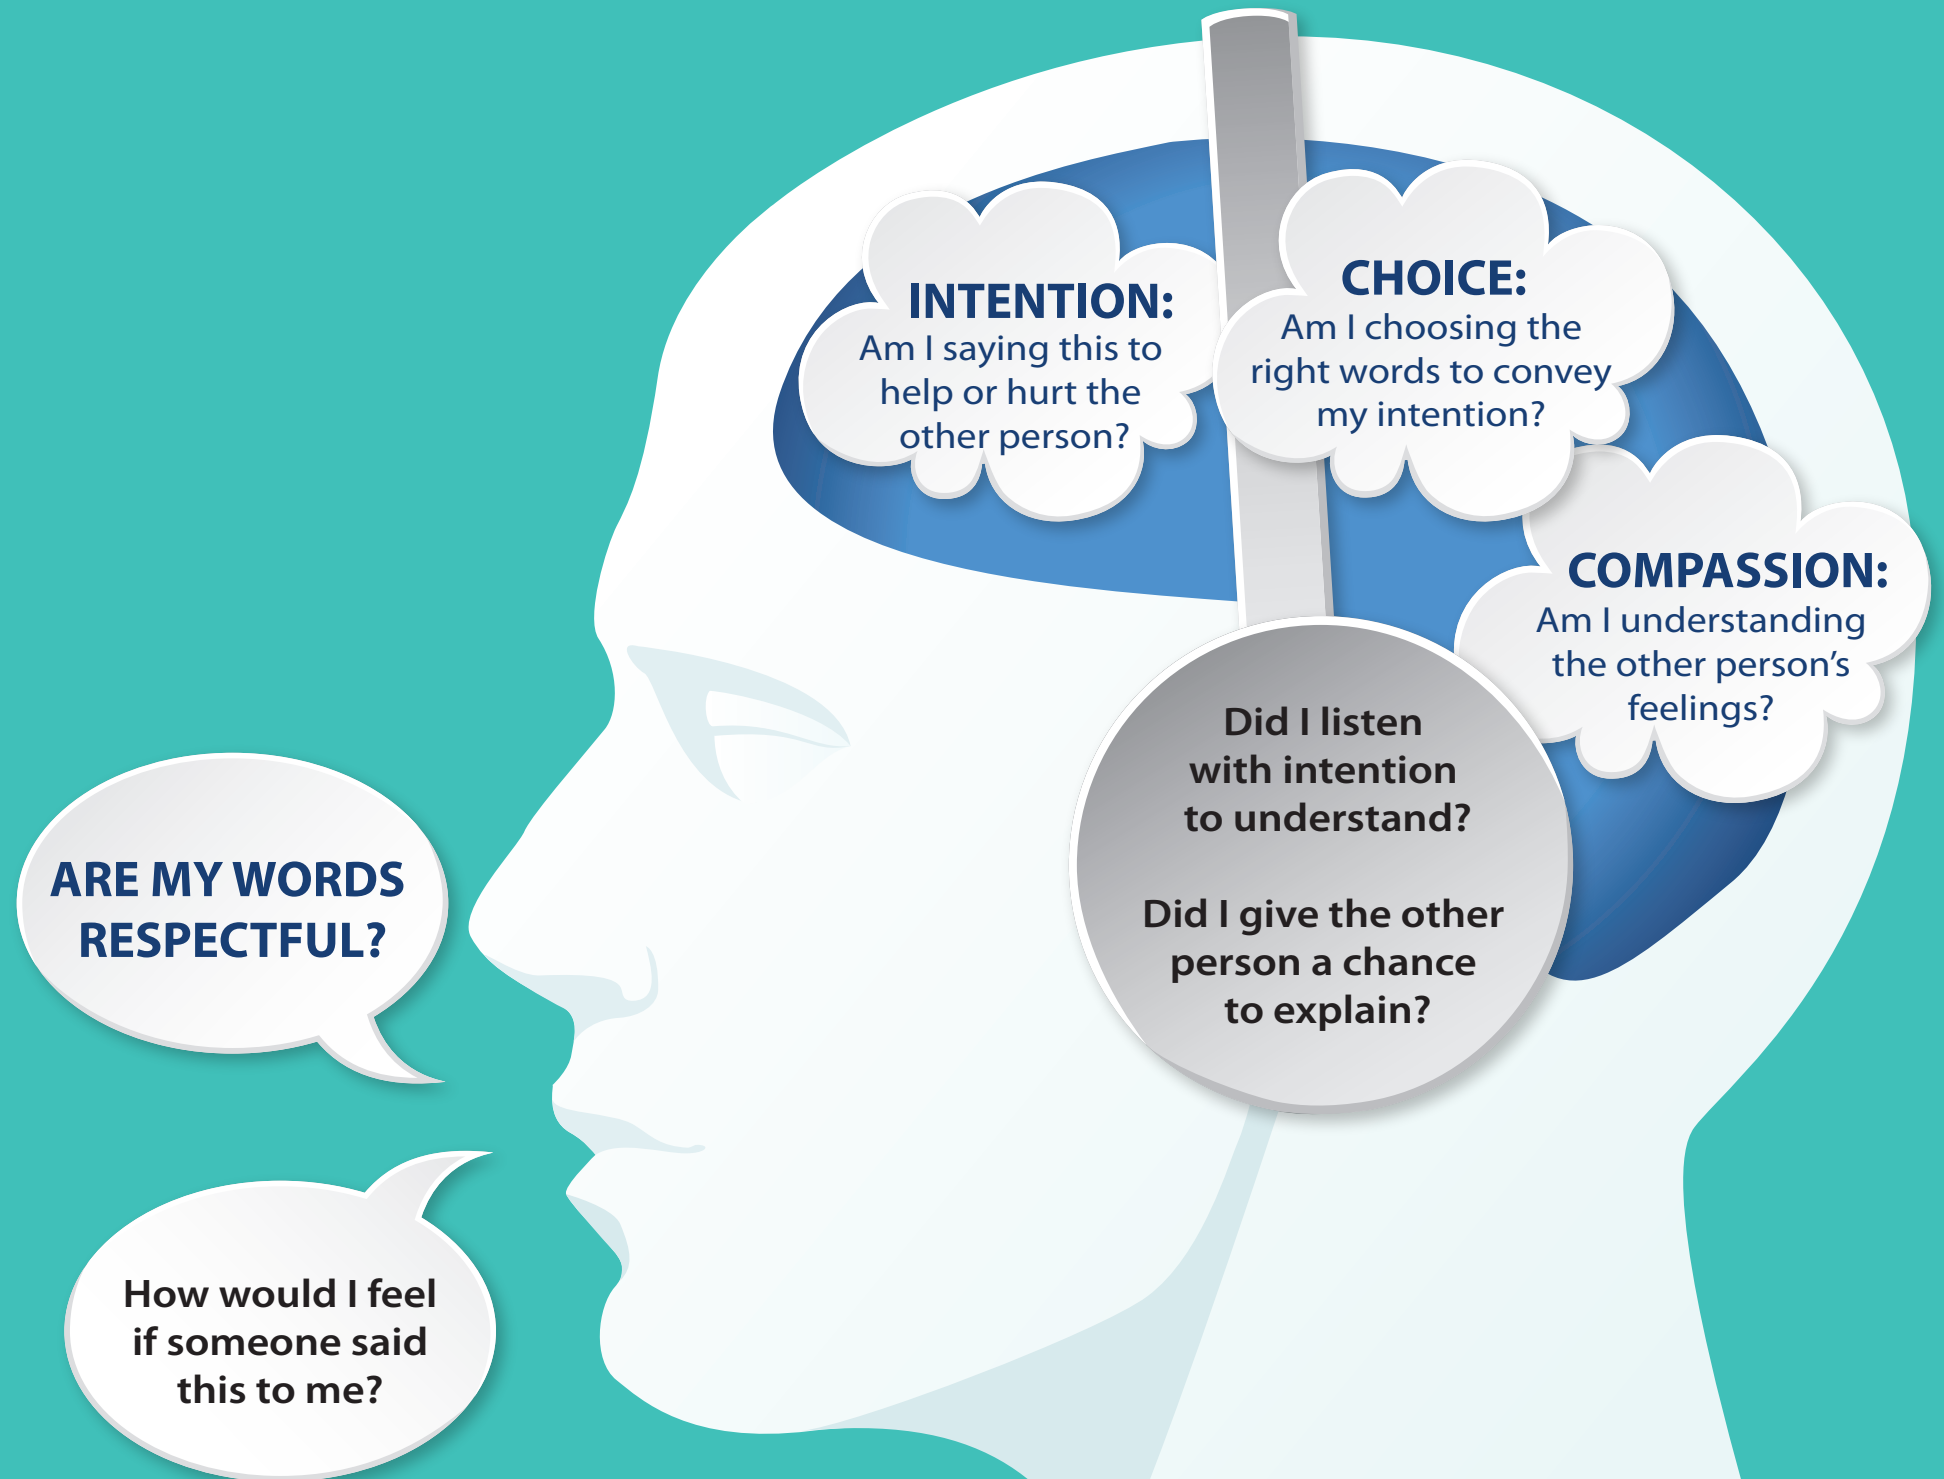 INTENTION:
Am I saying this to
help or hurt the
other person?
CHOICE:
Am I choosing the
right words to convey
my intention?
COMPASSION:
Am I understanding
the other person’s
feelings?
Did I listen
with intention
to understand?
Did I give the other
person a chance
to explain?
ARE MY WORDS
RESPECTFUL?
How would I feel
if someone said
this to me?